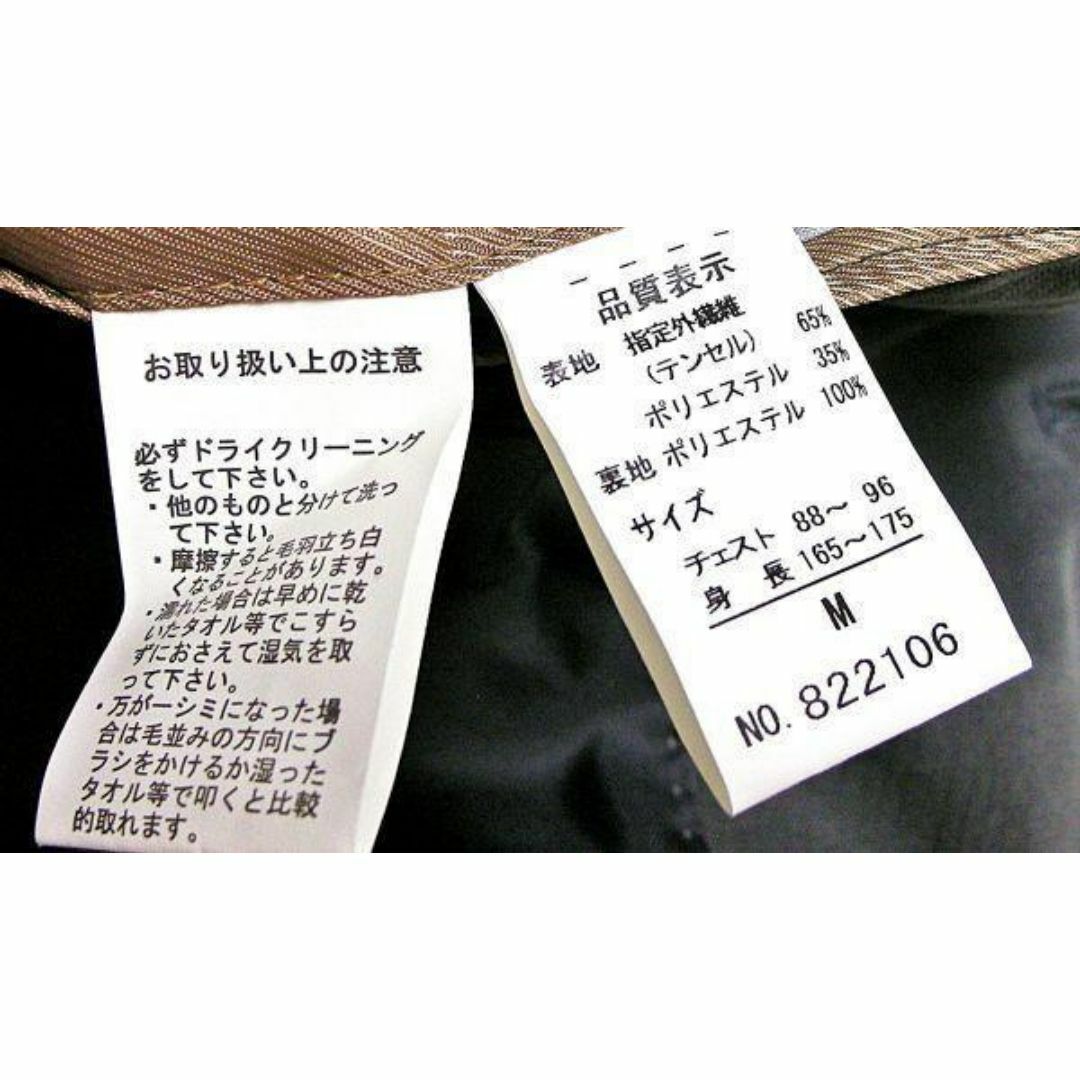 お取り扱い上の注意
必ずドライクリーニング
をして下さい。
・他のものと分けて洗っ
て下さい。
・摩擦すると毛羽立ち白
くなることがあります。
・濡れた場合は早めに乾
いたタオル等でこすら
ずにおさえて湿気を取
って下さい。
・万が一シミになった場
合は毛並みの方向にブ
ラシをかけるか湿った
タオル等で叩くと比較
的取れます。
品質表示
表地 指定外繊維
(テンセル) 65%
ポリエステル 35%
裏地 ポリエステル 100%
サイズ
チェスト 88〜 96
身 長 165〜175
M
NO. 822106